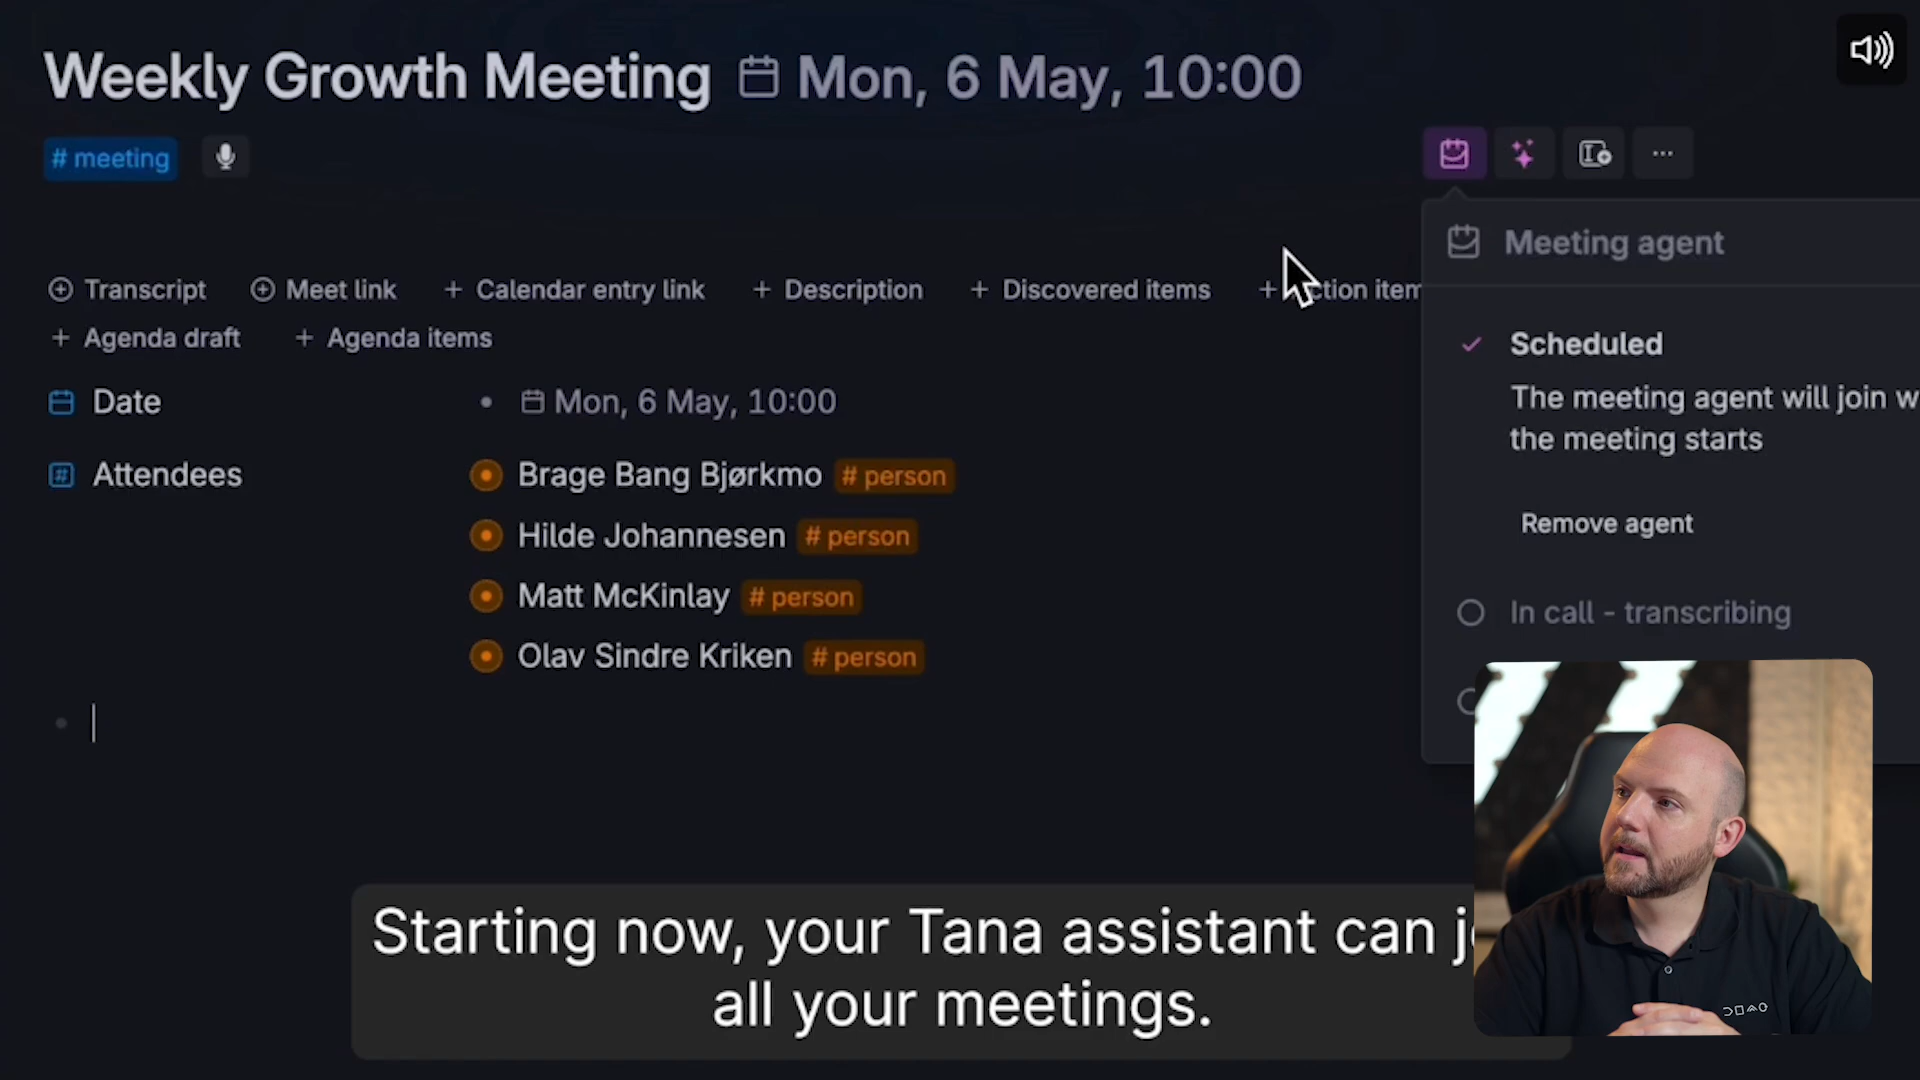 Weekly Growth Meeting Mon, 6 May, 10:00
# meeting
Meeting agent
Transcript Meet link + Calendar entry link + Description + Discovered items + ction item
+ Agenda draft + Agenda items
Scheduled
Date • Mon, 6 May, 10:00
The meeting agent will join w
the meeting starts
Attendees Brage Bang Bjørkmo # person
Remove agent
Hilde Johannesen # person
Matt McKinlay # person
In call - transcribing
Olav Sindre Kriken # person
Starting now, your Tana assistant can j
all your meetings.